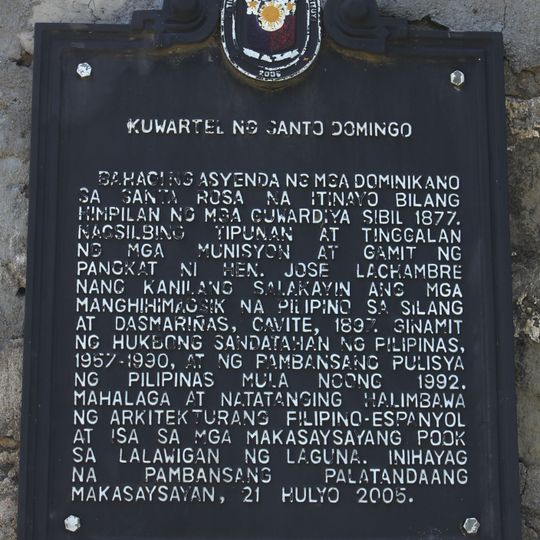 2005
KUWARTEL NG SANTO DOMINGO
BAHAGI NG ASYENDA NG MGA DOMINIKANO
SA SANTA ROSA NA ITINAYO BILANG
HIMPILAN NG MGA GUWARDIYA SIBIL 1877.
NAGSILBING TIPUNAN AT TINGGALAN
NG MGA MUNISYON AT GAMIT NG
PANGKAT NI HEN. JOSE LACHAMBRE
NANG KANILANG SALAKAYIN ANG MGA
MANGHIHIMAGSIK NA PILIPINO SA SILANG
AT DASMARIÑAS, CAVITE, 1897. GINAMIT
NG HUKBONG SANDATAHAN NG PILIPINAS,
1967-1990, AT NG PAMBANSANG PULISYA
NG PILIPINAS MULA NOONG 1992.
MAHALAGA AT NATATANGING HALIMBAWA
NG ARKITEKTURANG FILIPINO-ESPANYOL
AT ISA SA MGA MAKASAYSAYANG POOK
SA LALAWIGAN NG LAGUNA. INIHAYAG
NA PAMBANSANG PALATANDAANG
MAKASAYSAYAN, 21 HULYO 2005.